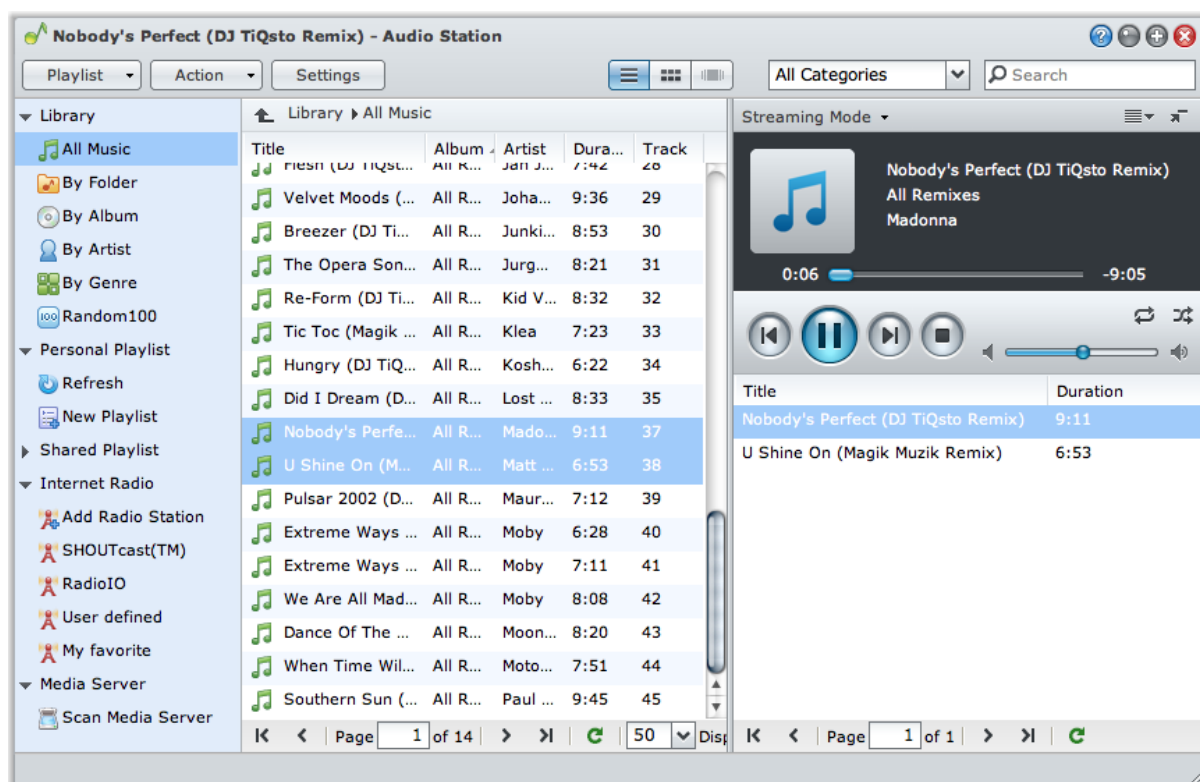 Nobody's Perfect (DJ TiQsto Remix) - Audio Station
Playlist Action Settings All Categories Search
Library
All Music
By Folder
By Album
By Artist
By Genre
100 Random100
Personal Playlist
Refresh
New Playlist
Shared Playlist
Internet Radio
Add Radio Station
SHOUTcast(TM)
RadioIO
User defined
My favorite
Media Server
Scan Media Server
Library All Music
Title Album Artist Dura... Track
Flesh (DJ TiQst... All R... Jan J... 7:42 28
Velvet Moods (... All R... Joha... 9:36 29
Breezer (DJ Ti... All R... Junki... 8:53 30
The Opera Son... All R... Jurg... 8:21 31
Re-Form (DJ Ti... All R... Kid V... 8:32 32
Tic Toc (Magik ... All R... Klea 7:23 33
Hungry (DJ TiQ... All R... Kosh... 6:22 34
Did I Dream (D... All R... Lost ... 8:33 35
Nobody's Perfe... All R... Mado... 9:11 37
U Shine On (M... All R... Matt ... 6:53 38
Pulsar 2002 (D... All R... Maur... 7:12 39
Extreme Ways ... All R... Moby 6:28 40
Extreme Ways ... All R... Moby 7:11 41
We Are All Mad... All R... Moby 8:08 42
Dance Of The ... All R... Moon... 8:20 43
When Time Wil... All R... Moto... 7:51 44
Southern Sun (... All R... Paul ... 9:45 45
Page 1 of 14 50 Disp
Streaming Mode
Nobody's Perfect (DJ TiQsto Remix)
All Remixes
Madonna
0:06 -9:05
Title Duration
Nobody's Perfect (DJ TiQsto Remix) 9:11
U Shine On (Magik Muzik Remix) 6:53
Page 1 of 1